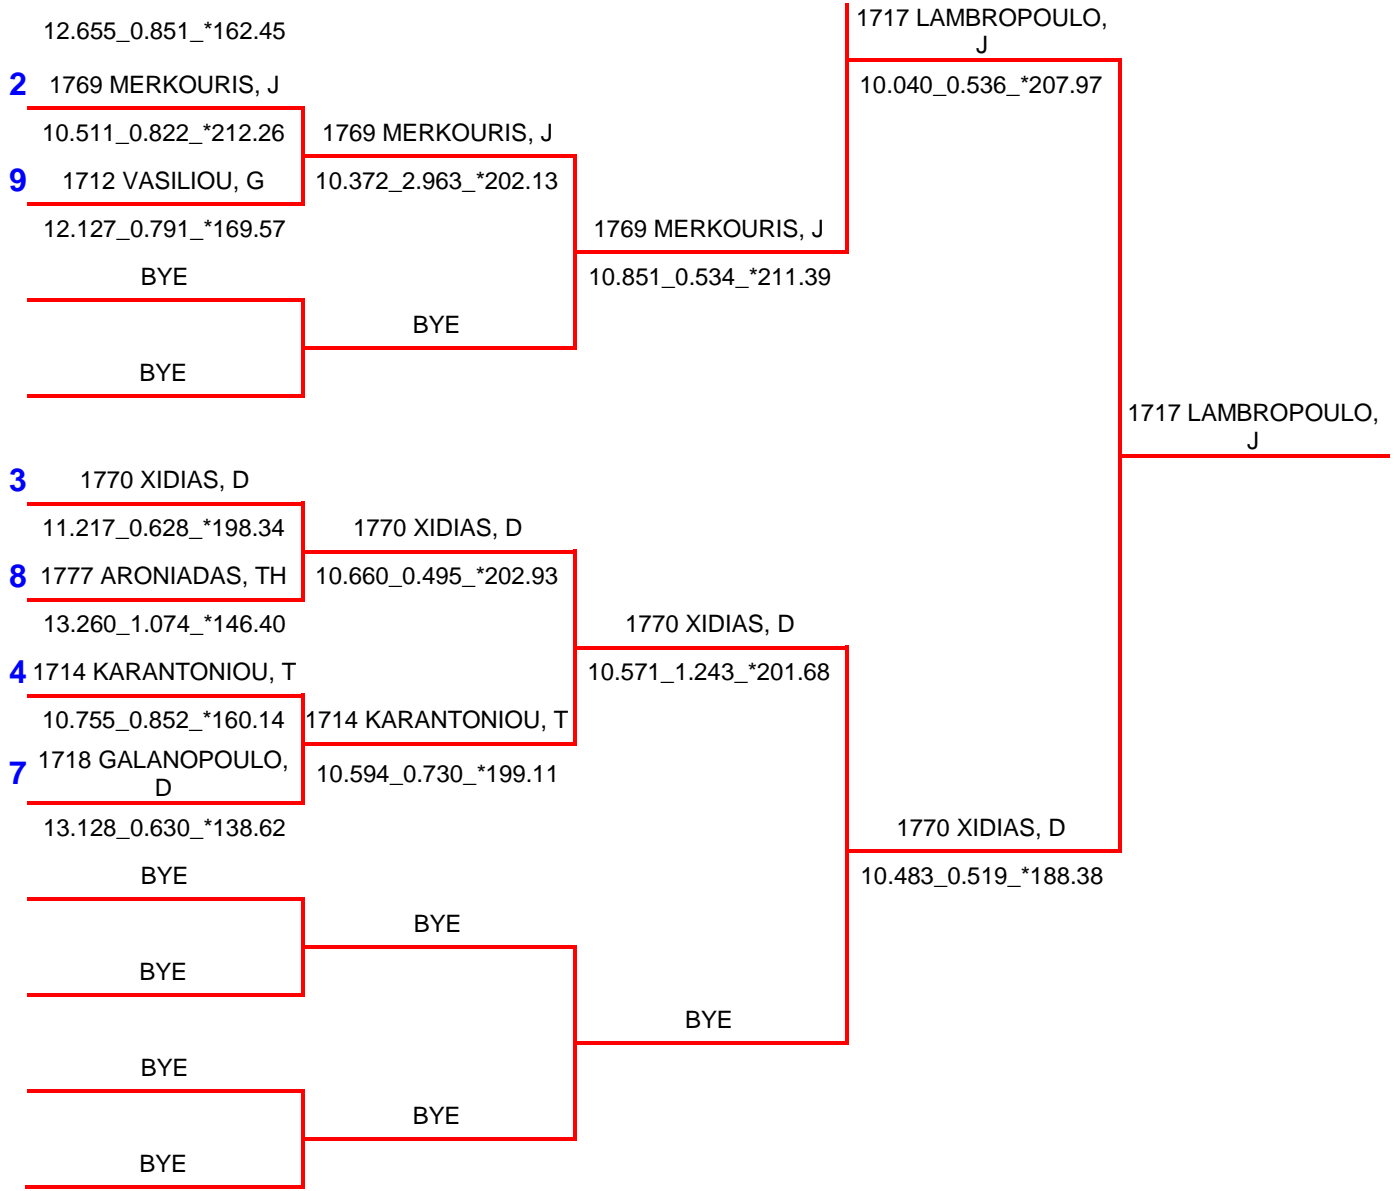 12.655_0.851_*162.45
2 1769 MERKOURIS, J
10.511_0.822_*212.26
9 1712 VASILIOU, G
12.127_0.791_*169.57
BYE
BYE
3 1770 XIDIAS, D
11.217_0.628_*198.34
8 1777 ARONIADAS, TH
13.260_1.074_*146.40
4 1714 KARANTONIOU, T
10.755_0.852_*160.14
7 1718 GALANOPOULO,
D
13.128_0.630_*138.62
BYE
BYE
BYE
BYE
1769 MERKOURIS, J
10.372_2.963_*202.13
BYE
1770 XIDIAS, D
10.660_0.495_*202.93
1714 KARANTONIOU, T
10.594_0.730_*199.11
BYE
BYE
1769 MERKOURIS, J
10.851_0.534_*211.39
1770 XIDIAS, D
10.571_1.243_*201.68
BYE
1717 LAMBROPOULO,
J
10.040_0.536_*207.97
1770 XIDIAS, D
10.483_0.519_*188.38
1717 LAMBROPOULO,
J